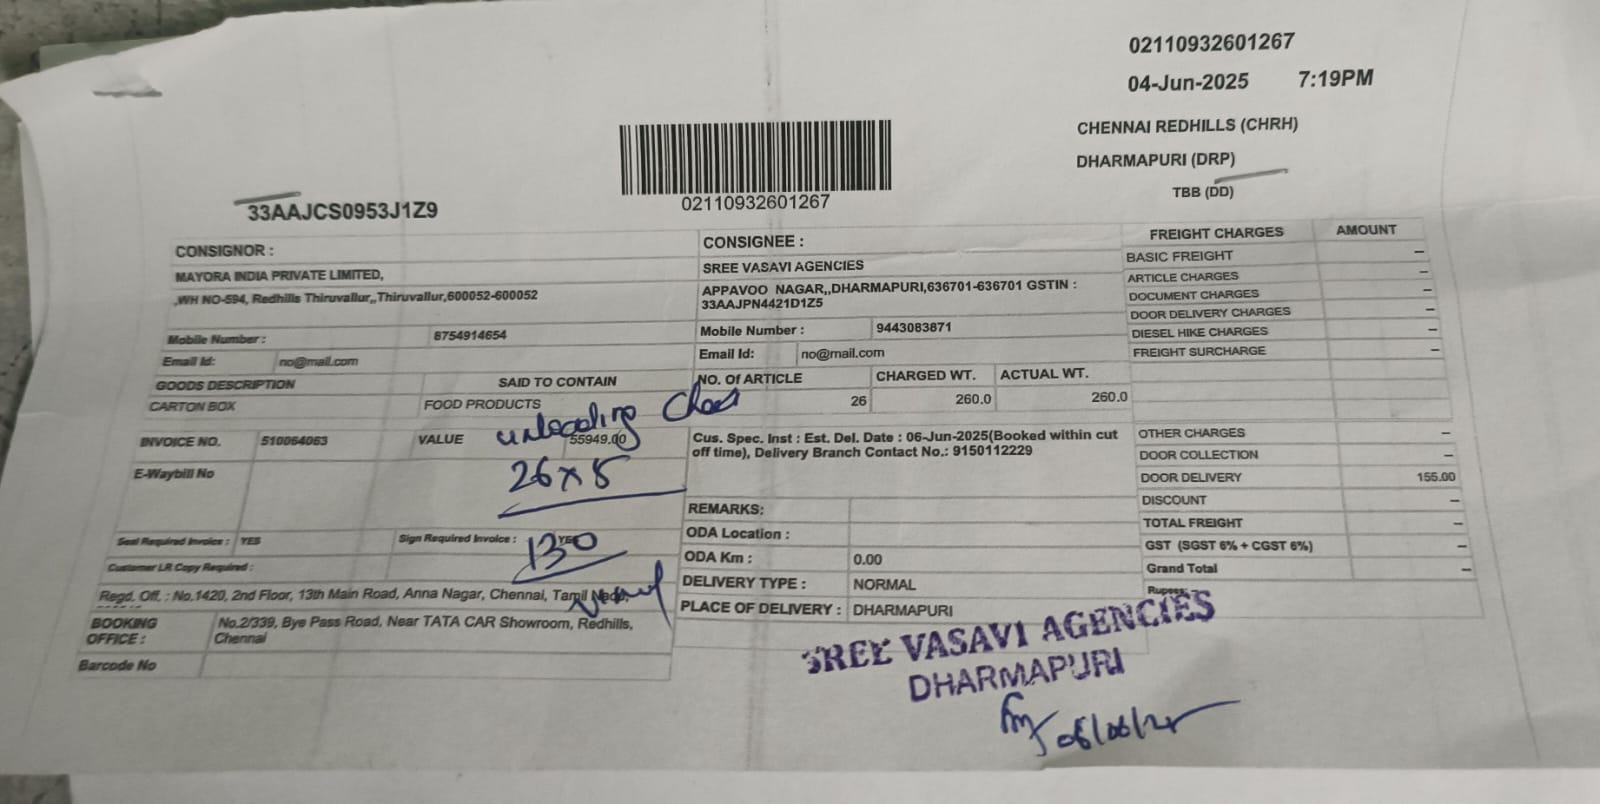 02110932601267
04-Jun-2025 7:19PM
CHENNAI REDHILLS (CHRH)
DHARMAPURI (DRP)
TBB (DD)
02110932601267
33AAJCS0953J1Z9
CONSIGNOR :
MAYORA INDIA PRIVATE LIMITED,
,WH NO-594, Redhills Thiruvallur,,Thiruvallur,600052-600052
Mobile Number : 8754914654
Email Id: no@mail.com
CONSIGNEE :
SREE VASAVI AGENCIES
APPAVOO NAGAR,,DHARMAPURI,636701-636701 GSTIN :
33AAJPN4421D1Z5
Mobile Number : 9443083871
Email Id: no@mail.com
GOODS DESCRIPTION SAID TO CONTAIN NO. Of ARTICLE CHARGED WT. ACTUAL WT.
CARTON BOX FOOD PRODUCTS 26 260.0 260.0
unloading
INVOICE NO. 510064063 VALUE 55949.00
26 x 5
E-Waybill No
Cus. Spec. Inst : Est. Del. Date : 06-Jun-2025(Booked within cut
off time), Delivery Branch Contact No.: 9150112229
REMARKS:
ODA Location :
ODA Km : 0.00
DELIVERY TYPE : NORMAL
PLACE OF DELIVERY : DHARMAPURI
Seal Required Invoice : YES Sign Required Invoice : YES
130
Customer LR Copy Required :
Regd. Off. : No.1420, 2nd Floor, 13th Main Road, Anna Nagar, Chennai, Tamil Nadu,
BOOKING OFFICE : No.2/339, Bye Pass Road, Near TATA CAR Showroom, Redhills,
Chennai
Barcode No
FREIGHT CHARGES AMOUNT
BASIC FREIGHT –
ARTICLE CHARGES –
DOCUMENT CHARGES –
DOOR DELIVERY CHARGES –
DIESEL HIKE CHARGES –
FREIGHT SURCHARGE –
OTHER CHARGES –
DOOR COLLECTION –
DOOR DELIVERY 155.00
DISCOUNT –
TOTAL FREIGHT –
GST (SGST 6% + CGST 6%) –
Grand Total –
Rupees:
SREE VASAVI AGENCIES
DHARMAPURI